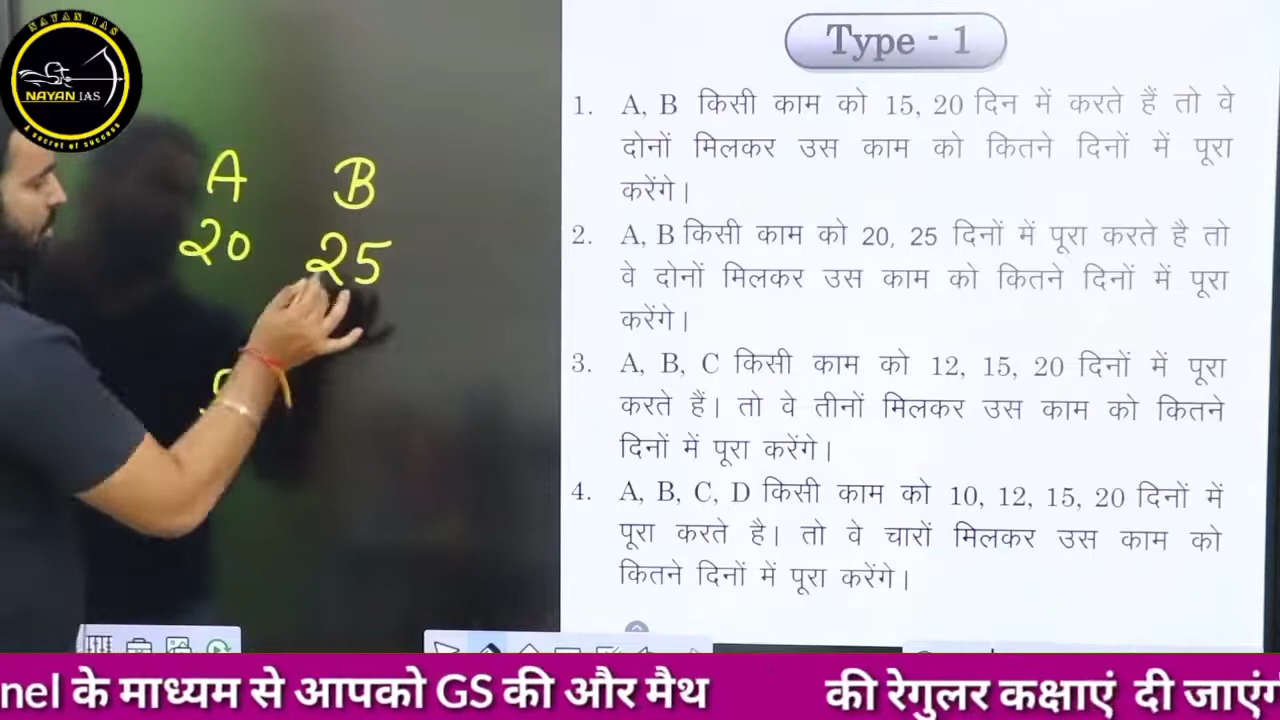 NAYAN IAS
NAYAN IAS
A secret of success
A B
20 25
Type - 1
1. A, B किसी काम को 15, 20 दिन में करते हैं तो वे
दोनों मिलकर उस काम को कितने दिनों में पूरा
करेंगे।
2. A, B किसी काम को 20, 25 दिनों में पूरा करते है तो
वे दोनों मिलकर उस काम को कितने दिनों में पूरा
करेंगे।
3. A, B, C किसी काम को 12, 15, 20 दिनों में पूरा
करते हैं। तो वे तीनों मिलकर उस काम को कितने
दिनों में पूरा करेंगे।
4. A, B, C, D किसी काम को 10, 12, 15, 20 दिनों में
पूरा करते है। तो वे चारों मिलकर उस काम को
कितने दिनों में पूरा करेंगे।
nel के माध्यम से आपको GS की और मैथ की रेगुलर कक्षाएं दी जाएंग